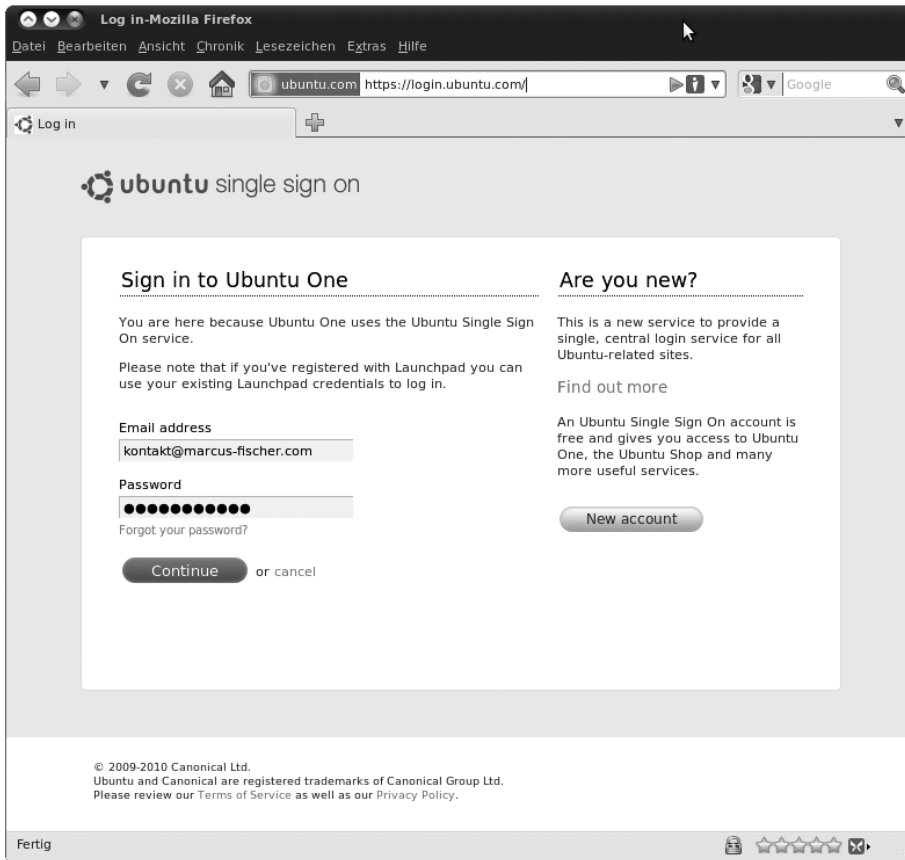 Log in-Mozilla Firefox
Datei Bearbeiten Ansicht Chronik Lesezeichen Extras Hilfe
ubuntu.com https://login.ubuntu.com/ Google
Log in
ubuntu single sign on
Sign in to Ubuntu One
You are here because Ubuntu One uses the Ubuntu Single Sign
On service.
Please note that if you've registered with Launchpad you can
use your existing Launchpad credentials to log in.
Email address
kontakt@marcus-fischer.com
Password
●●●●●●●●●●●
Forgot your password?
Continue or cancel
Are you new?
This is a new service to provide a
single, central login service for all
Ubuntu-related sites.
Find out more
An Ubuntu Single Sign On account is
free and gives you access to Ubuntu
One, the Ubuntu Shop and many
more useful services.
New account
© 2009-2010 Canonical Ltd.
Ubuntu and Canonical are registered trademarks of Canonical Group Ltd.
Please review our Terms of Service as well as our Privacy Policy.
Fertig